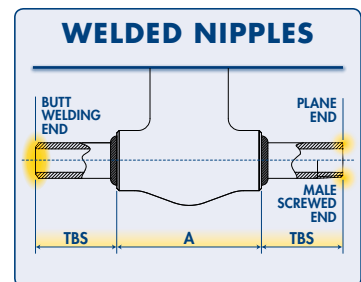 WELDED NIPPLES
BUTT
WELDING
END
PLANE
END
MALE
SCREWED
END
TBS
A
TBS